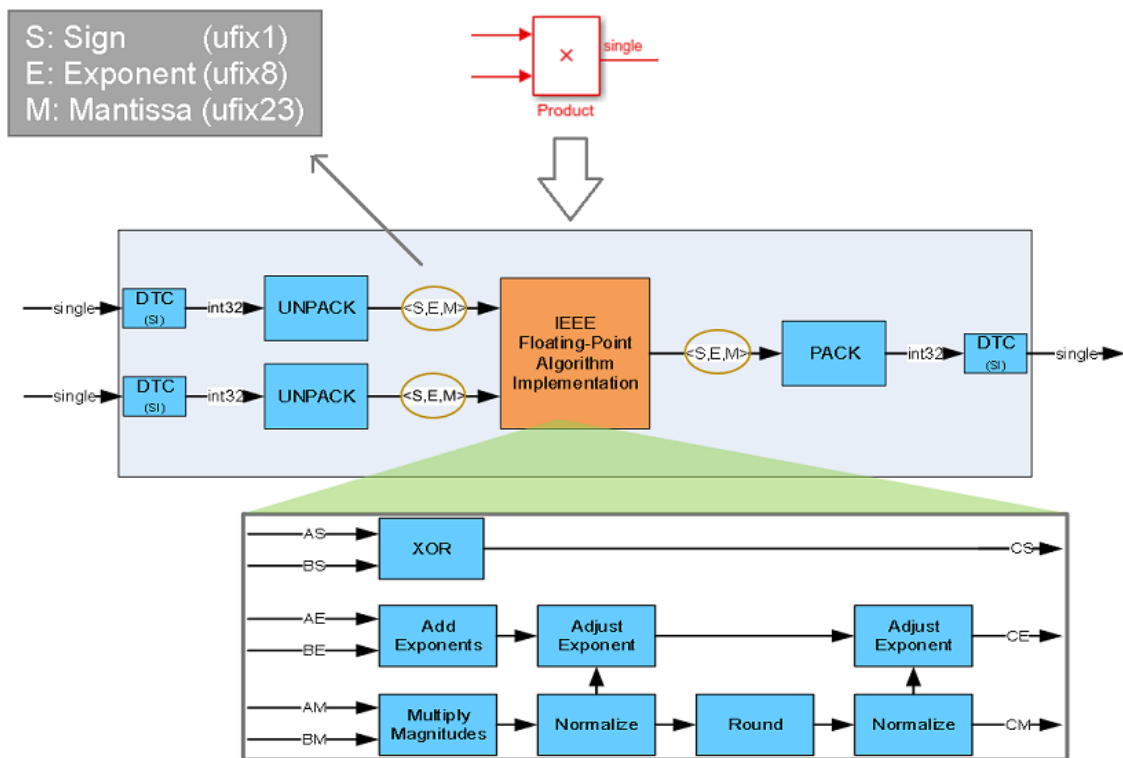 S: Sign (ufix1)
E: Exponent (ufix8)
M: Mantissa (ufix23)
×
single
Product
single
DTC
(SI)
int32
UNPACK
<S,E,M>
single
DTC
(SI)
int32
UNPACK
<S,E,M>
IEEE
Floating-Point
Algorithm
Implementation
<S,E,M>
PACK
int32
DTC
(SI)
single
AS
BS
XOR
CS
AE
BE
Add
Exponents
Adjust
Exponent
Adjust
Exponent
CE
AM
BM
Multiply
Magnitudes
Normalize
Round
Normalize
CM